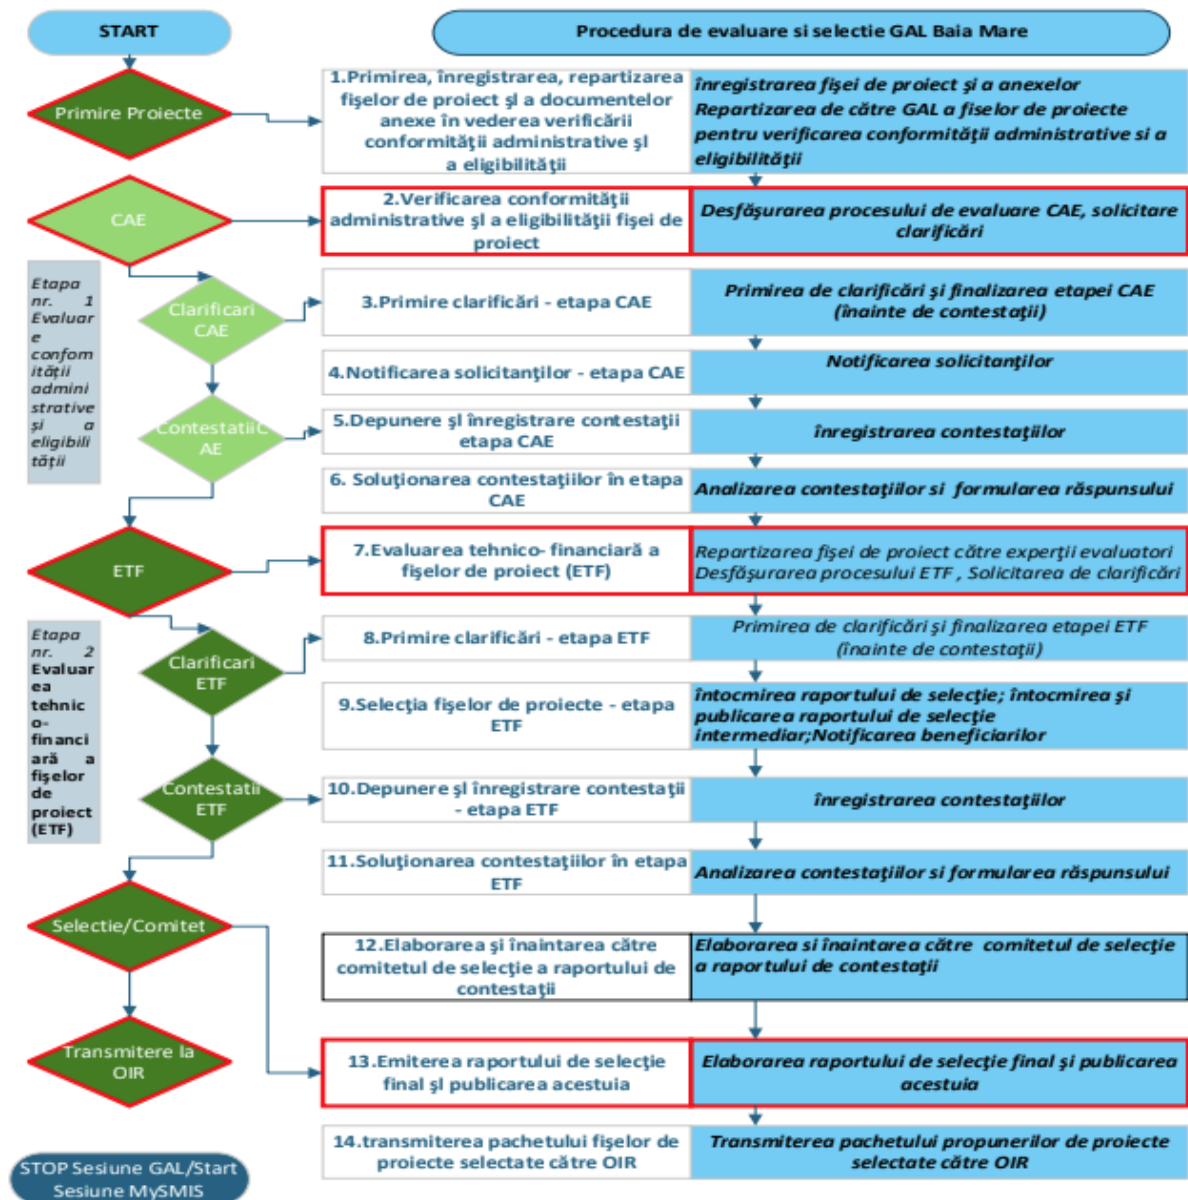 START
Procedura de evaluare si selectie GAL Baia Mare
Primire Proiecte
1.Primirea, înregistrarea, repartizarea
fişelor de proiect şl a documentelor
anexe în vederea verificării
conformităţii administrative şl
a eligibilităţii
înregistrarea fişei de proiect şi a anexelor
Repartizarea de către GAL a fiselor de proiecte
pentru verificarea conformităţii administrative si a
eligibilităţii
CAE
2.Verificarea conformităţii
administrative şl a eligibilităţii fişei de
proiect
Desfăşurarea procesului de evaluare CAE, solicitare
clarificări
Etapa
nr. 1
Evaluar
e
confom
ităţii
admini
strative
şi a
eligibili
tăţii
Clarificari
CAE
3.Primire clarificări - etapa CAE
Primirea de clarificări şi finalizarea etapei CAE
(înainte de contestaţii)
4.Notificarea solicitanţilor - etapa CAE
Notificarea solicitanţilor
ContestatiiC
AE
5.Depunere şl înregistrare contestaţii
etapa CAE
înregistrarea contestaţiilor
6. Soluţionarea contestaţiilor în etapa
CAE
Analizarea contestaţiilor si formularea răspunsului
ETF
7.Evaluarea tehnico- financiară a
fişelor de proiect (ETF)
Repartizarea fişei de proiect către experţii evaluatori
Desfăşurarea procesului ETF , Solicitarea de clarificări
Etapa
nr. 2
Evaluar
ea
tehnic
o-
financi
ară a
fişelor
de
proiect
(ETF)
Clarificari
ETF
8.Primire clarificări - etapa ETF
Primirea de clarificări şi finalizarea etapei ETF
(înainte de contestaţii)
9.Selecţia fişelor de proiecte - etapa
ETF
întocmirea raportului de selecţie; întocmirea şi
publicarea raportului de selecţie
intermediar;Notificarea beneficiarilor
Contestatii
ETF
10.Depunere şl înregistrare contestaţii
- etapa ETF
înregistrarea contestaţiilor
11.Soluţionarea contestaţiilor în etapa
ETF
Analizarea contestaţiilor si formularea răspunsului
Selectie/Comitet
12.Elaborarea şi înaintarea către
comitetul de selecţie a raportului de
contestaţii
Elaborarea si înaintarea către comitetul de selecţie
a raportului de contestaţii
Transmitere la
OIR
13.Emiterea raportului de selecţie
final şl publicarea acestuia
Elaborarea raportului de selecţie final şi publicarea
acestuia
14.transmiterea pachetului fişelor de
proiecte selectate către OIR
Transmiterea pachetului propunerilor de proiecte
selectate către OIR
STOP Sesiune GAL/Start
Sesiune MySMIS